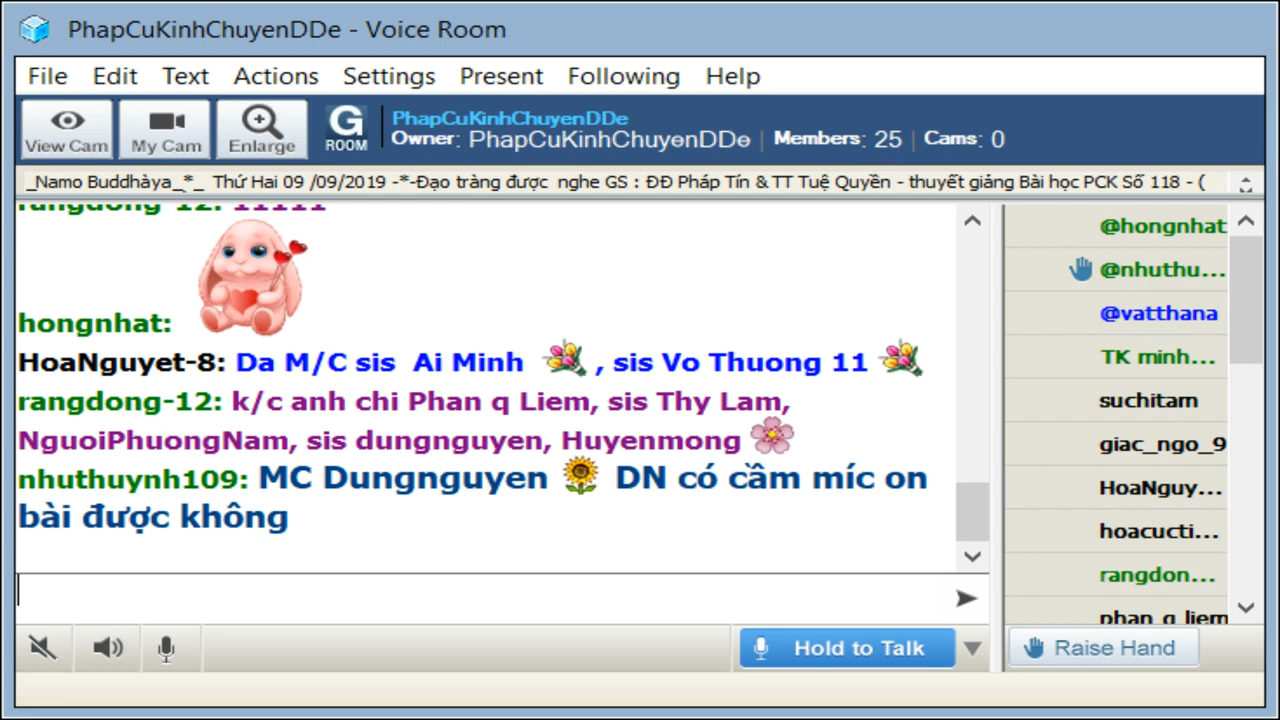 PhapCuKinhChuyenDDe - Voice Room
File Edit Text Actions Settings Present Following Help
View Cam My Cam Enlarge G ROOM
PhapCuKinhChuyenDDe
Owner: PhapCuKinhChuyenDDe | Members: 25 | Cams: 0
_Namo Buddhàya_*_ Thứ Hai 09 /09/2019 -*-Đạo tràng được nghe GS : ĐĐ Pháp Tín & TT Tuệ Quyền - thuyết giảng Bài học PCK Số 118 - (
rangdong-12: 11111
hongnhat:
HoaNguyet-8: Da M/C sis Ai Minh , sis Vo Thuong 11
rangdong-12: k/c anh chi Phan q Liem, sis Thy Lam,
NguoiPhuongNam, sis dungnguyen, Huyenmong
nhuthuynh109: MC Dungnguyen DN có cầm míc on
bài được không
@hongnhat
@nhuthu...
@vatthana
TK minh...
suchitam
giac_ngo_9
HoaNguy...
hoacucti...
rangdon...
phan_q_liem
Hold to Talk
Raise Hand